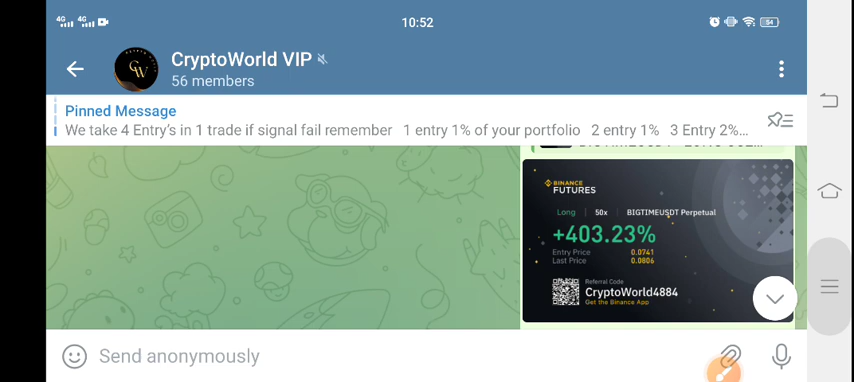 4G 4G 10:52 54
CryptoWorld VIP
56 members
Pinned Message
We take 4 Entry's in 1 trade if signal fail remember 1 entry 1% of your portfolio 2 entry 1% 3 Entry 2%...
BINANCE
FUTURES
Long | 50x | BIGTIMEUSDT Perpetual
+403.23%
Entry Price 0.0741
Last Price 0.0806
Referral Code
CryptoWorld4884
Get the Binance App
Send anonymously